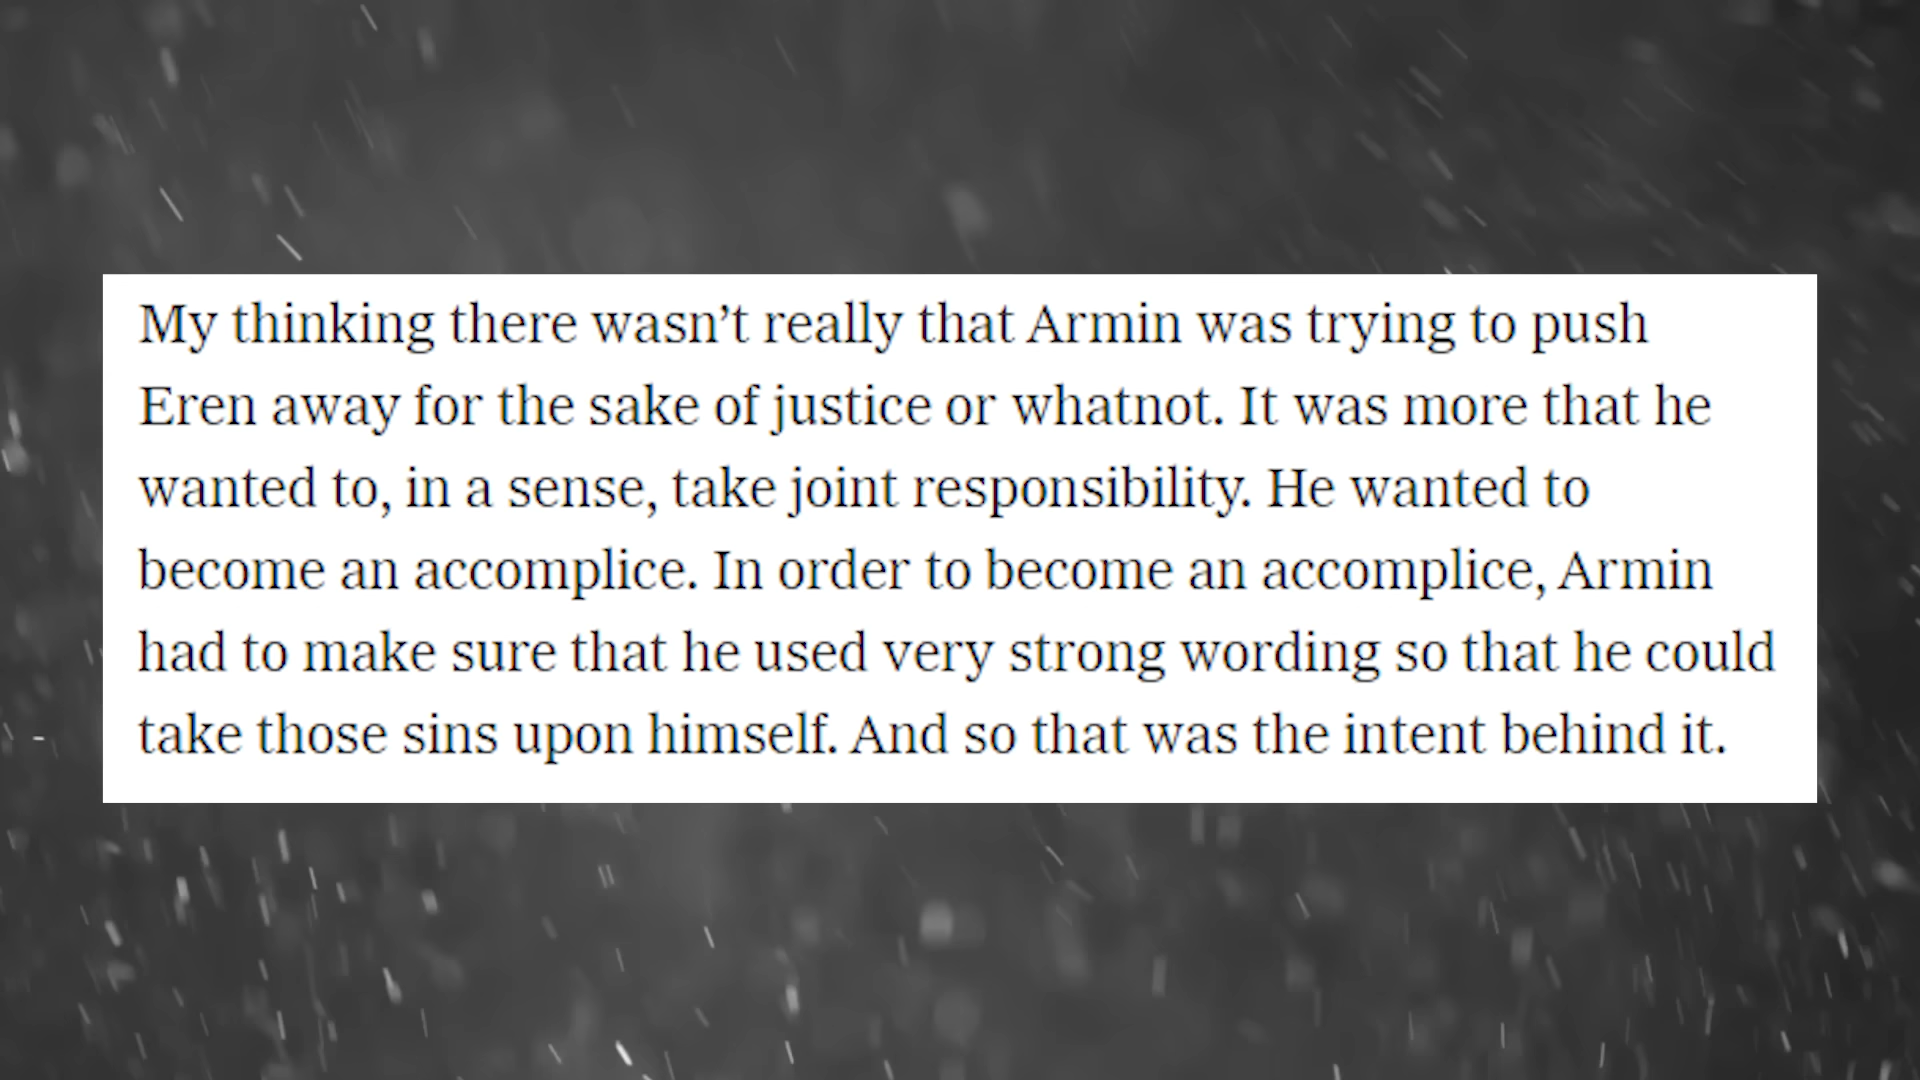 My thinking there wasn’t really that Armin was trying to push
Eren away for the sake of justice or whatnot. It was more that he
wanted to, in a sense, take joint responsibility. He wanted to
become an accomplice. In order to become an accomplice, Armin
had to make sure that he used very strong wording so that he could
take those sins upon himself. And so that was the intent behind it.